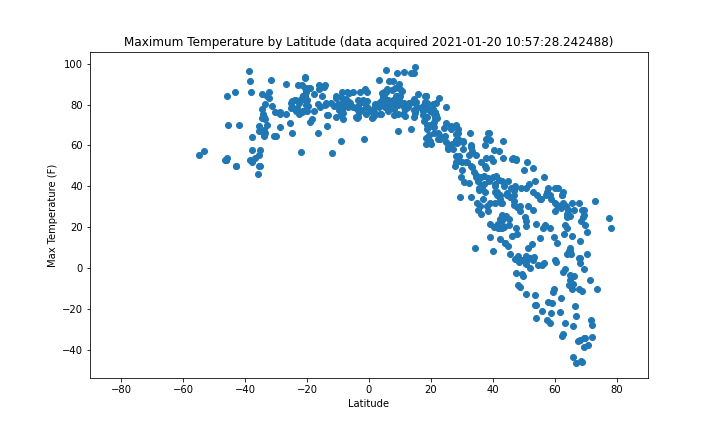 Maximum Temperature by Latitude (data acquired 2021-01-20 10:57:28.242488)
100
80
60
40
20
0
−20
−40
Max Temperature (F)
−80 −60 −40 −20 0 20 40 60 80
Latitude